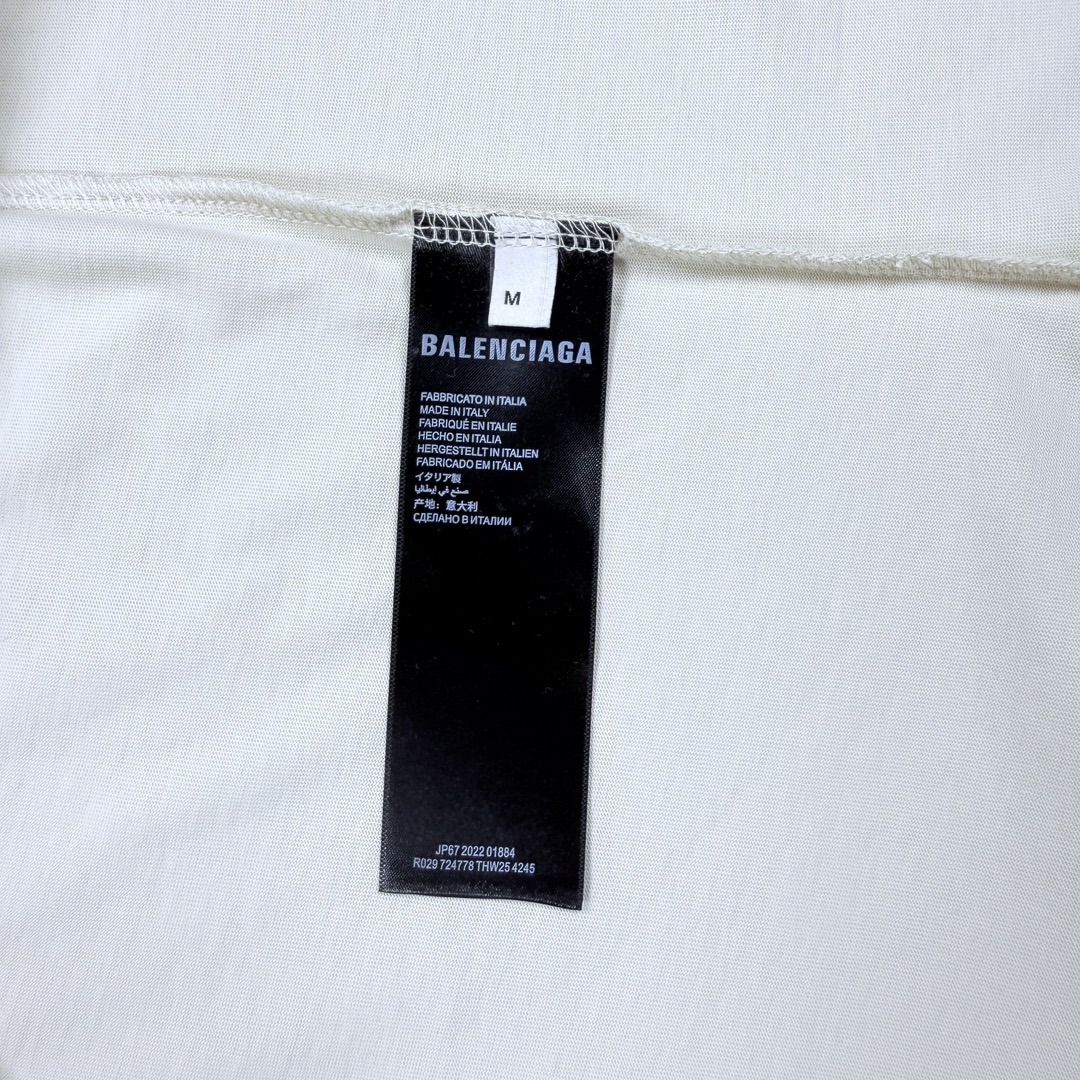 M
BALENCIAGA
FABBRICATO IN ITALIA
MADE IN ITALY
FABRIQUÉ EN ITALIE
HECHO EN ITALIA
HERGESTELLT IN ITALIEN
FABRICADO EM ITÁLIA
イタリア製
صنع في إيطاليا
产地：意大利
СДЕЛАНО В ИТАЛИИ
JP67 2022 01884
R029 724778 THW25 4245